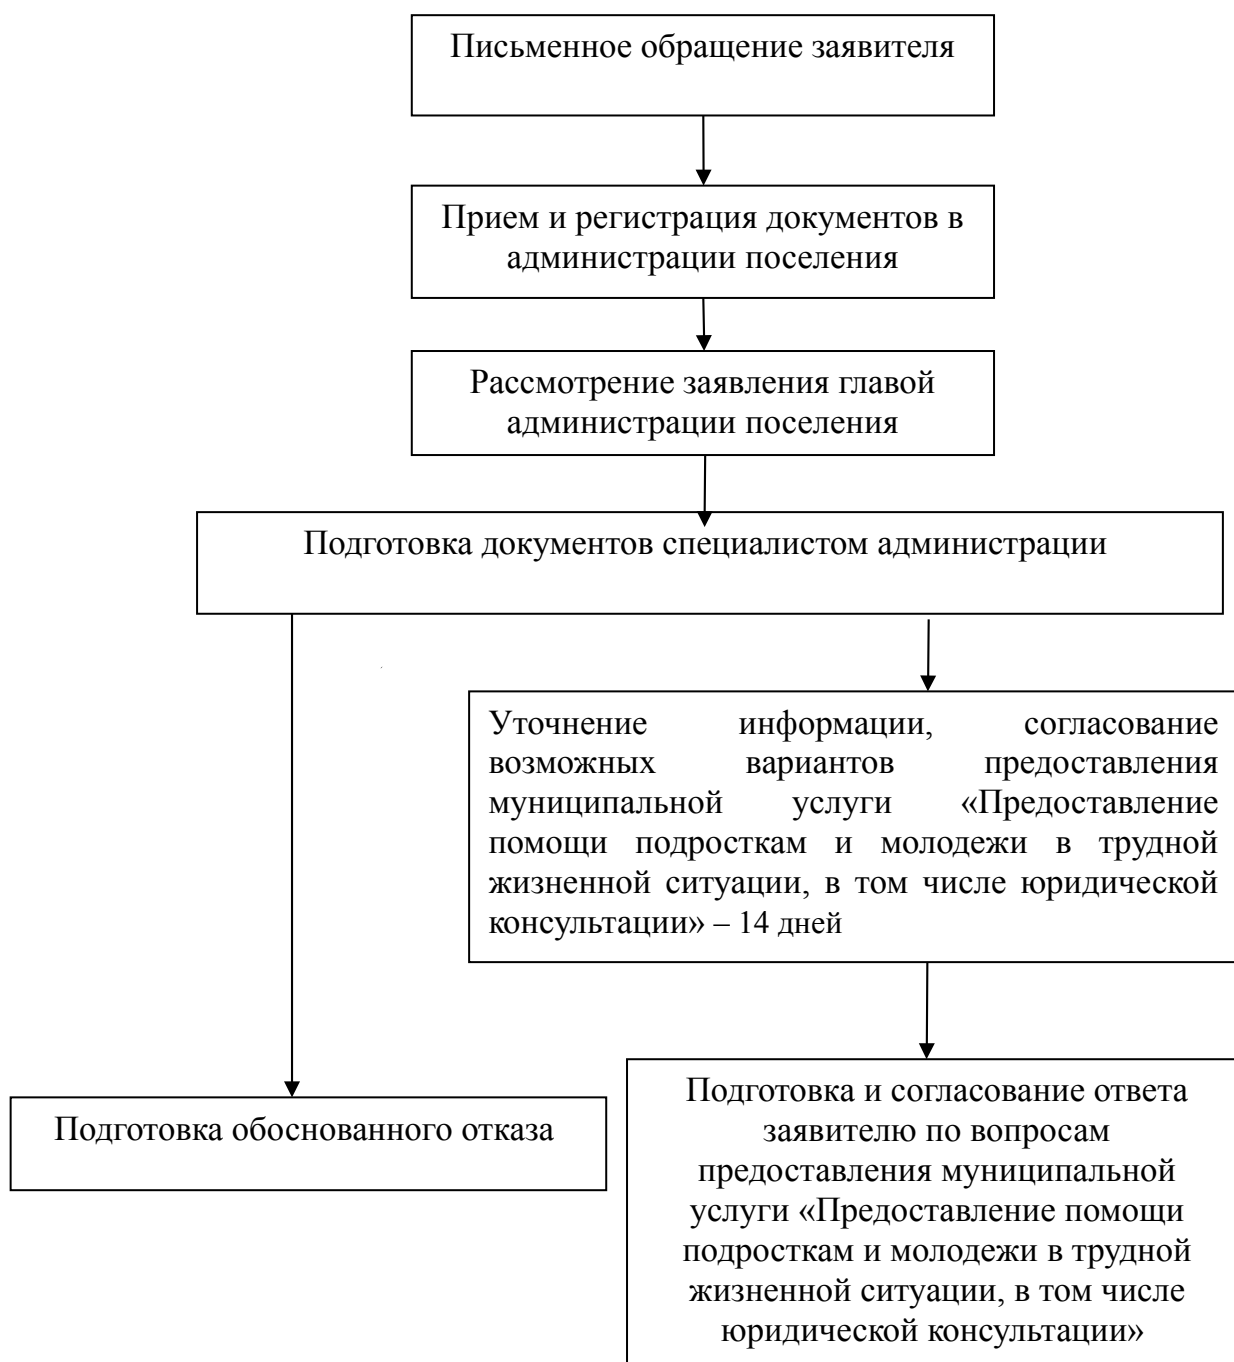 Письменное обращение заявителя
Прием и регистрация документов в
администрации поселения
Рассмотрение заявления главой
администрации поселения
Подготовка документов специалистом администрации
Уточнение информации, согласование
возможных вариантов предоставления
муниципальной услуги «Предоставление
помощи подросткам и молодежи в трудной
жизненной ситуации, в том числе юридической
консультации» – 14 дней
Подготовка обоснованного отказа
Подготовка и согласование ответа
заявителю по вопросам
предоставления муниципальной
услуги «Предоставление помощи
подросткам и молодежи в трудной
жизненной ситуации, в том числе
юридической консультации»